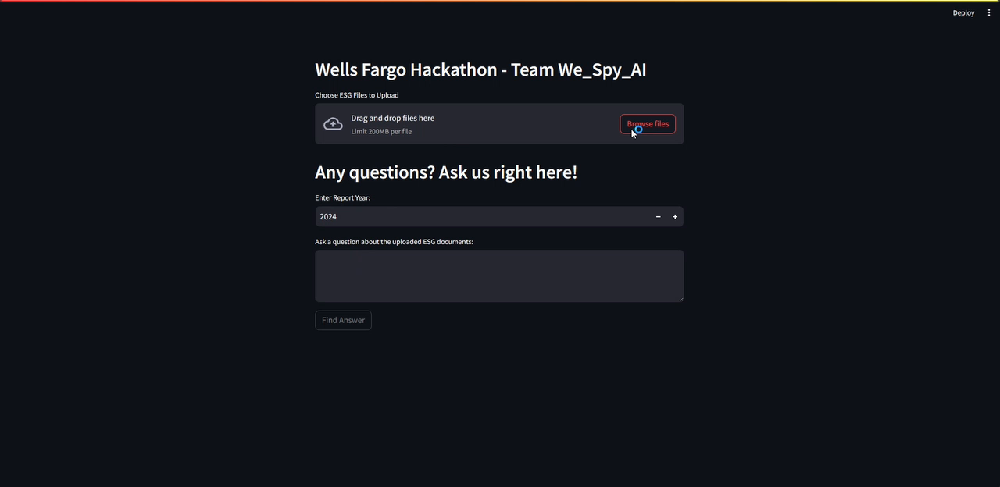 Deploy
Wells Fargo Hackathon - Team We_Spy_AI
Choose ESG Files to Upload
Drag and drop files here
Limit 200MB per file
Browse files
Any questions? Ask us right here!
Enter Report Year:
2024
Ask a question about the uploaded ESG documents:
Find Answer